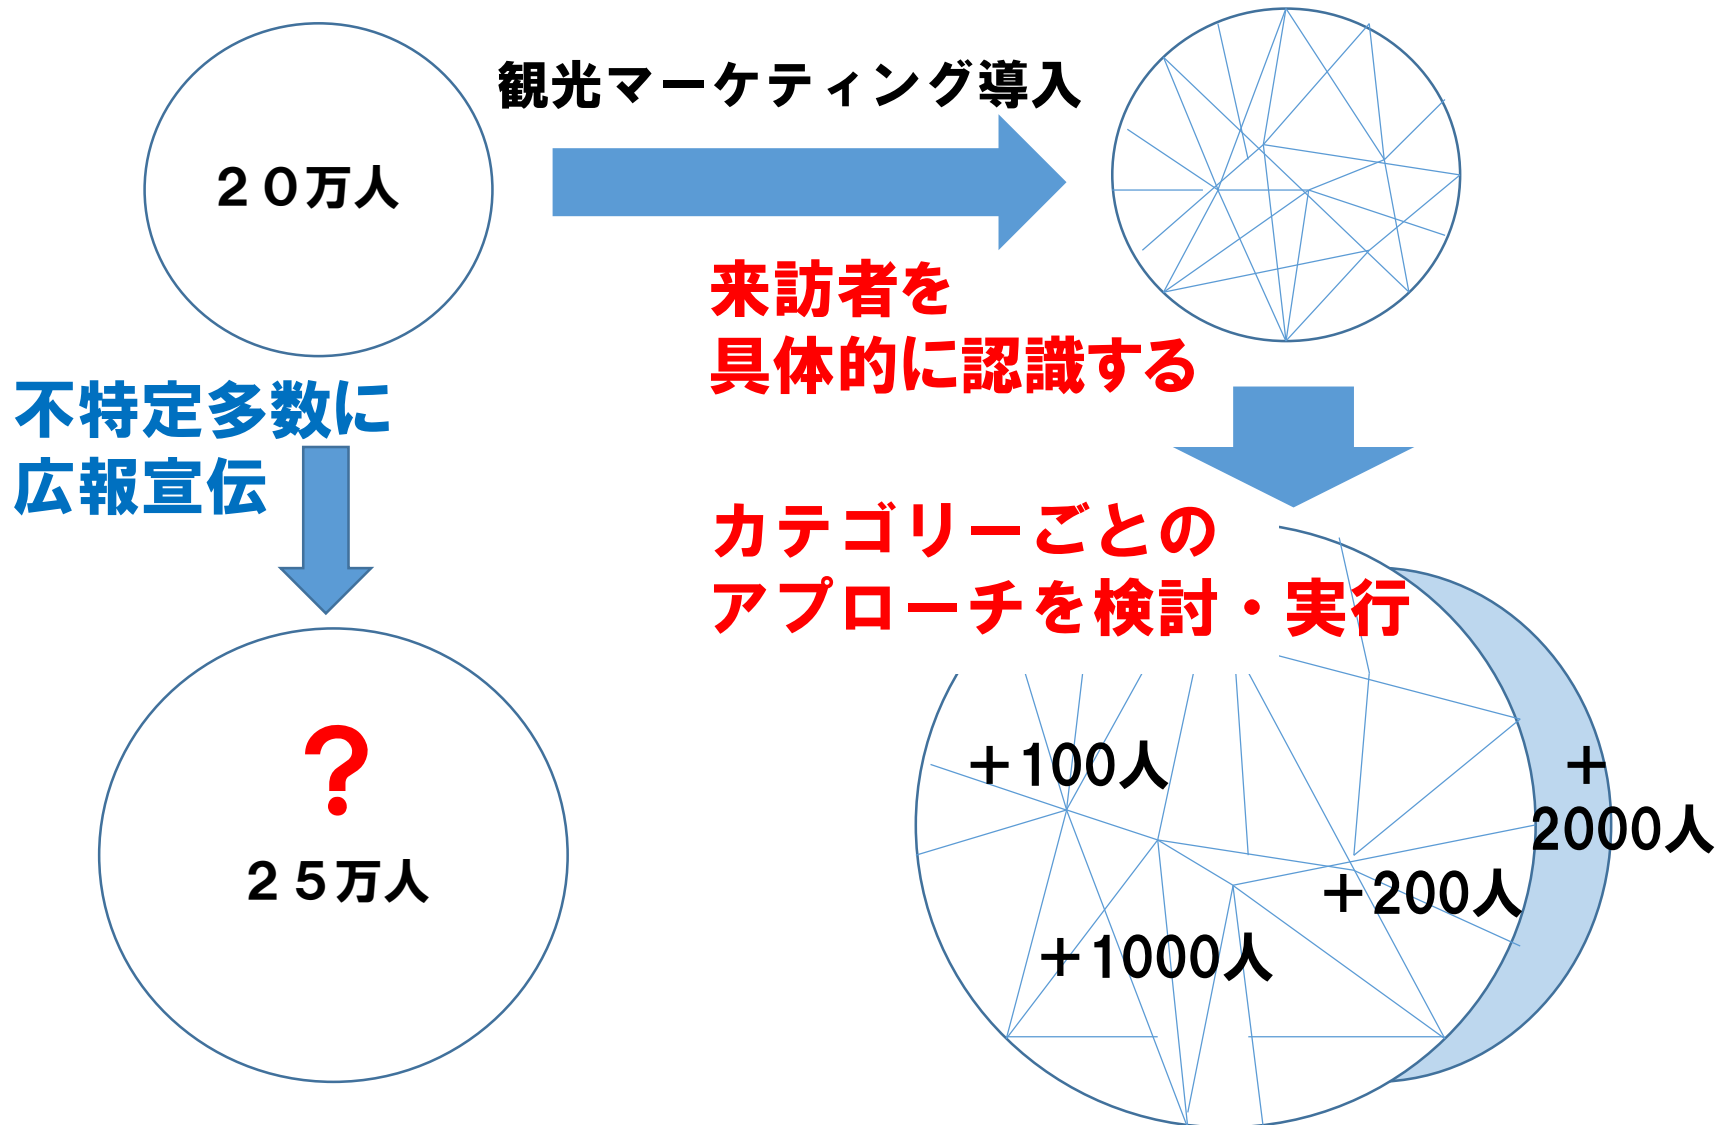 ２０万人
観光マーケティング導入
来訪者を
具体的に認識する
不特定多数に
広報宣伝
カテゴリーごとの
アプローチを検討・実行
？
２５万人
＋100人
＋
2000人
＋200人
＋1000人